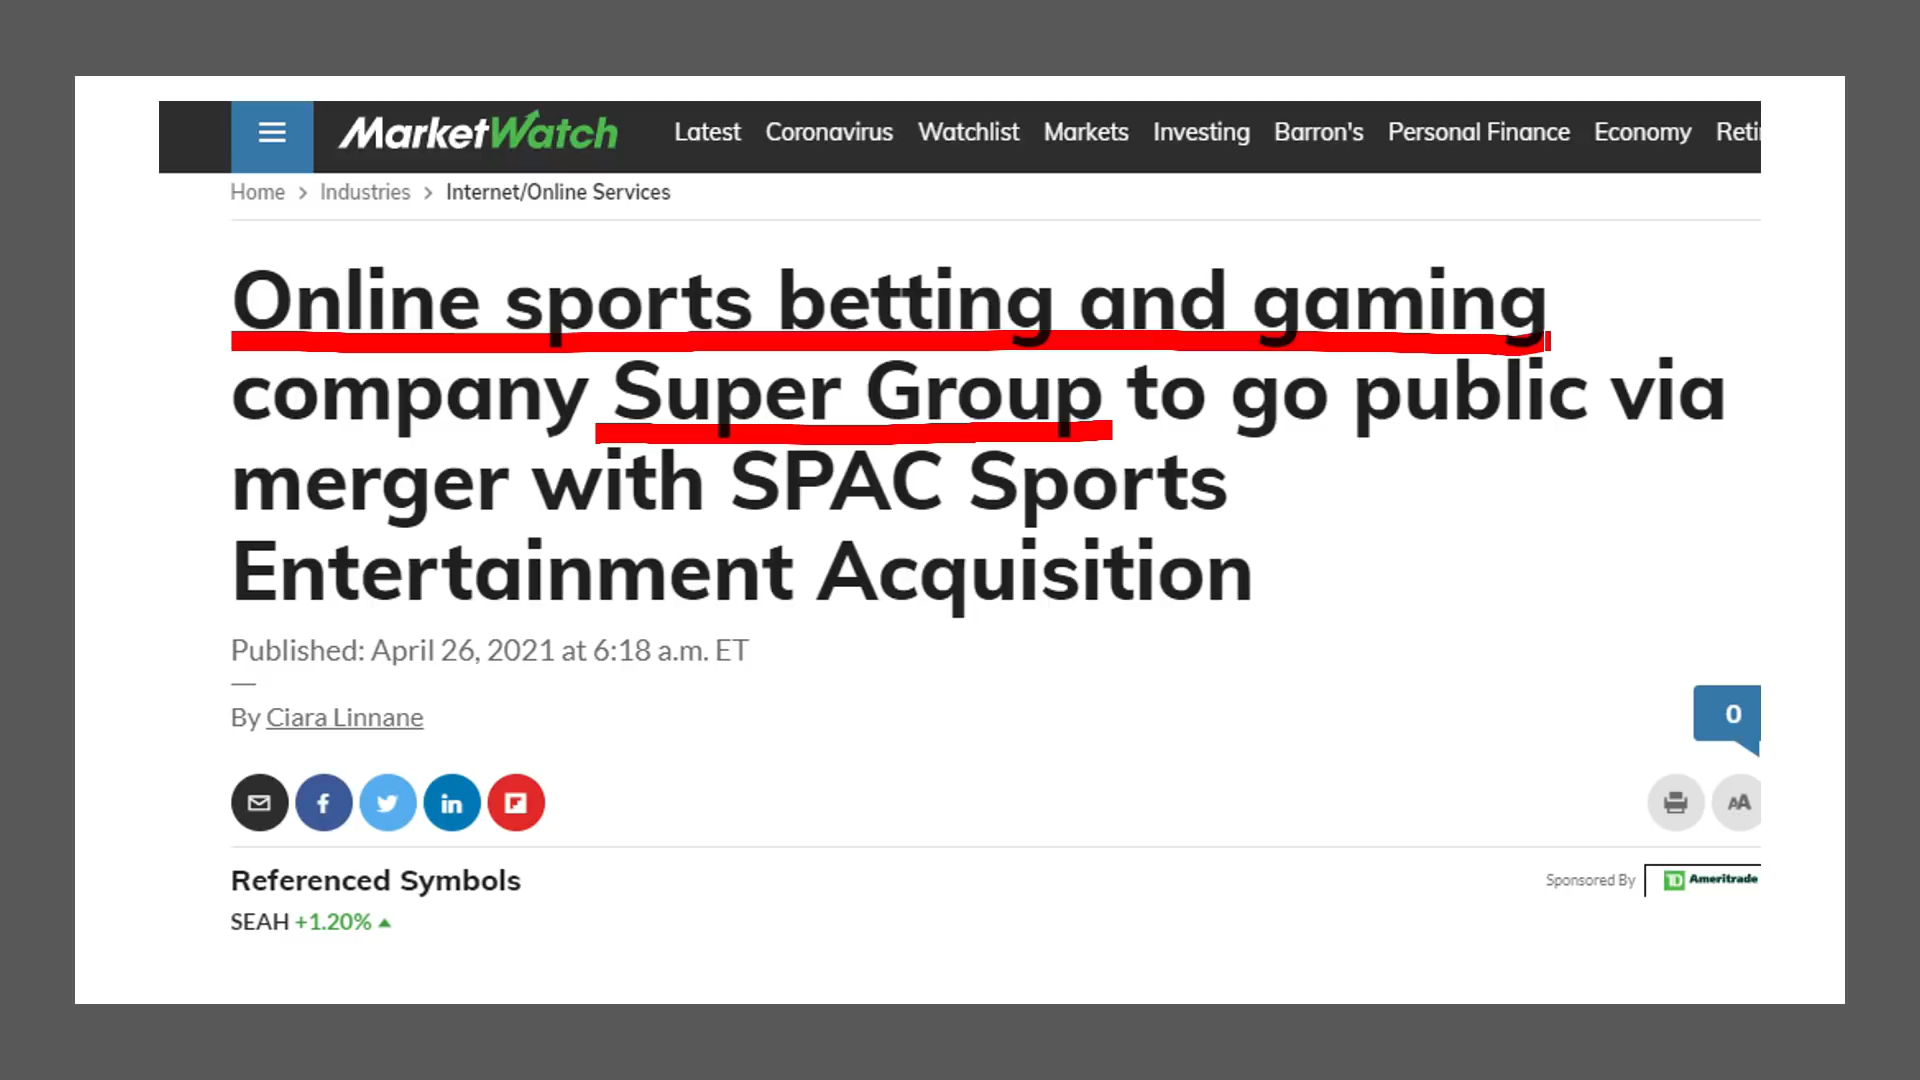 MarketWatch Latest Coronavirus Watchlist Markets Investing Barron's Personal Finance Economy Reti
Home > Industries > Internet/Online Services
Online sports betting and gaming
company Super Group to go public via
merger with SPAC Sports
Entertainment Acquisition
Published: April 26, 2021 at 6:18 a.m. ET
By Ciara Linnane
0
AA
Referenced Symbols
Sponsored By TD Ameritrade
SEAH +1.20%